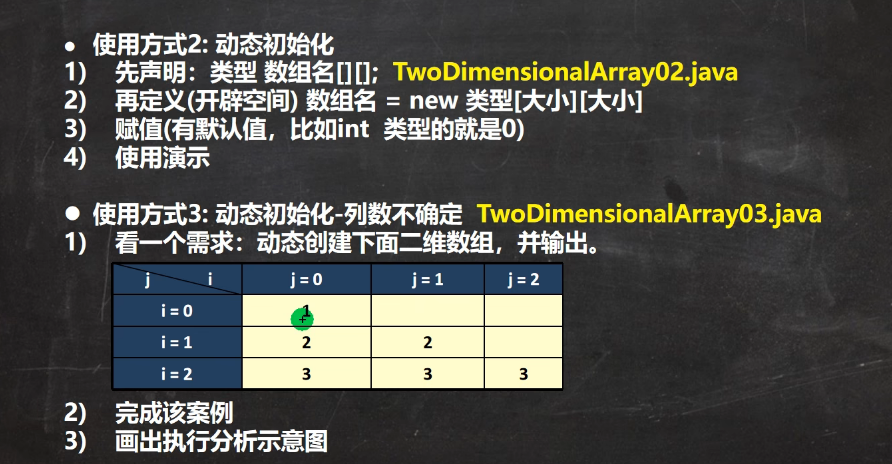 ● 使用方式2: 动态初始化
1) 先声明：类型 数组名[][]; TwoDimensionalArray02.java
2) 再定义(开辟空间) 数组名 = new 类型[大小][大小]
3) 赋值(有默认值，比如int 类型的就是0)
4) 使用演示
● 使用方式3: 动态初始化-列数不确定 TwoDimensionalArray03.java
1) 看一个需求：动态创建下面二维数组，并输出。
j i j = 0 j = 1 j = 2
i = 0 1
i = 1 2 2
i = 2 3 3 3
2) 完成该案例
3) 画出执行分析示意图